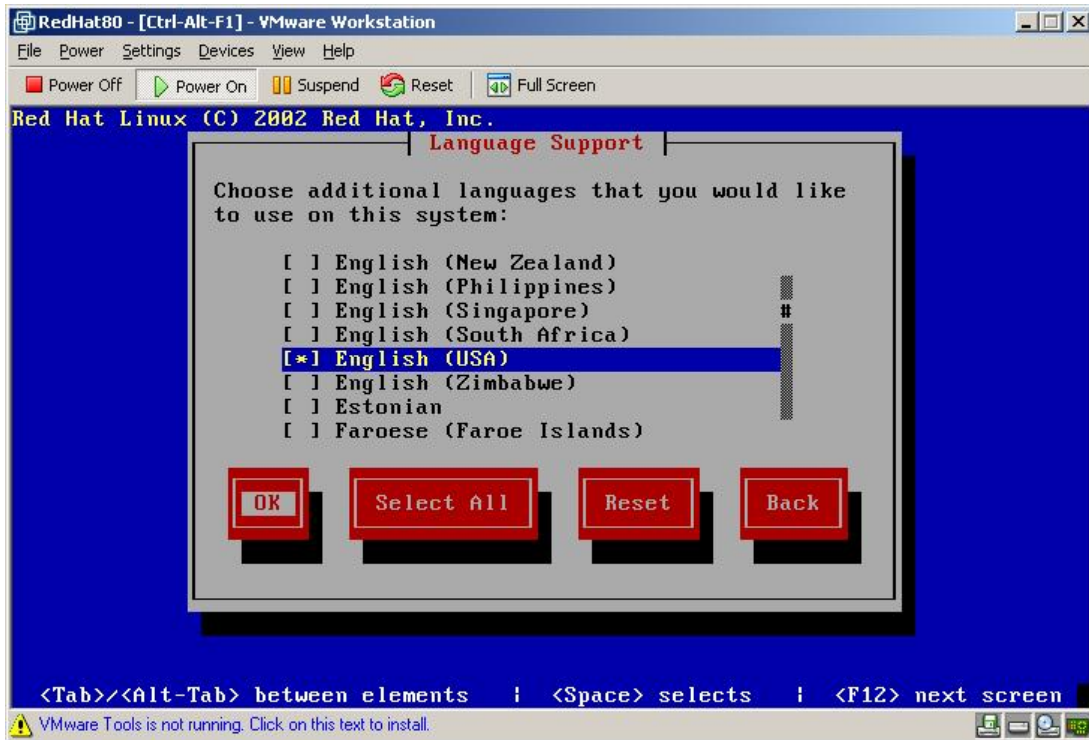 RedHat80 - [Ctrl-Alt-F1] - VMware Workstation
File Power Settings Devices View Help
Power Off Power On Suspend Reset Full Screen
Red Hat Linux (C) 2002 Red Hat, Inc.
Language Support
Choose additional languages that you would like
to use on this system:
[ ] English (New Zealand)
[ ] English (Philippines)
[ ] English (Singapore) #
[ ] English (South Africa)
[*] English (USA)
[ ] English (Zimbabwe)
[ ] Estonian
[ ] Faroese (Faroe Islands)
OK Select All Reset Back
<Tab>/<Alt-Tab> between elements | <Space> selects | <F12> next screen
VMware Tools is not running. Click on this text to install.